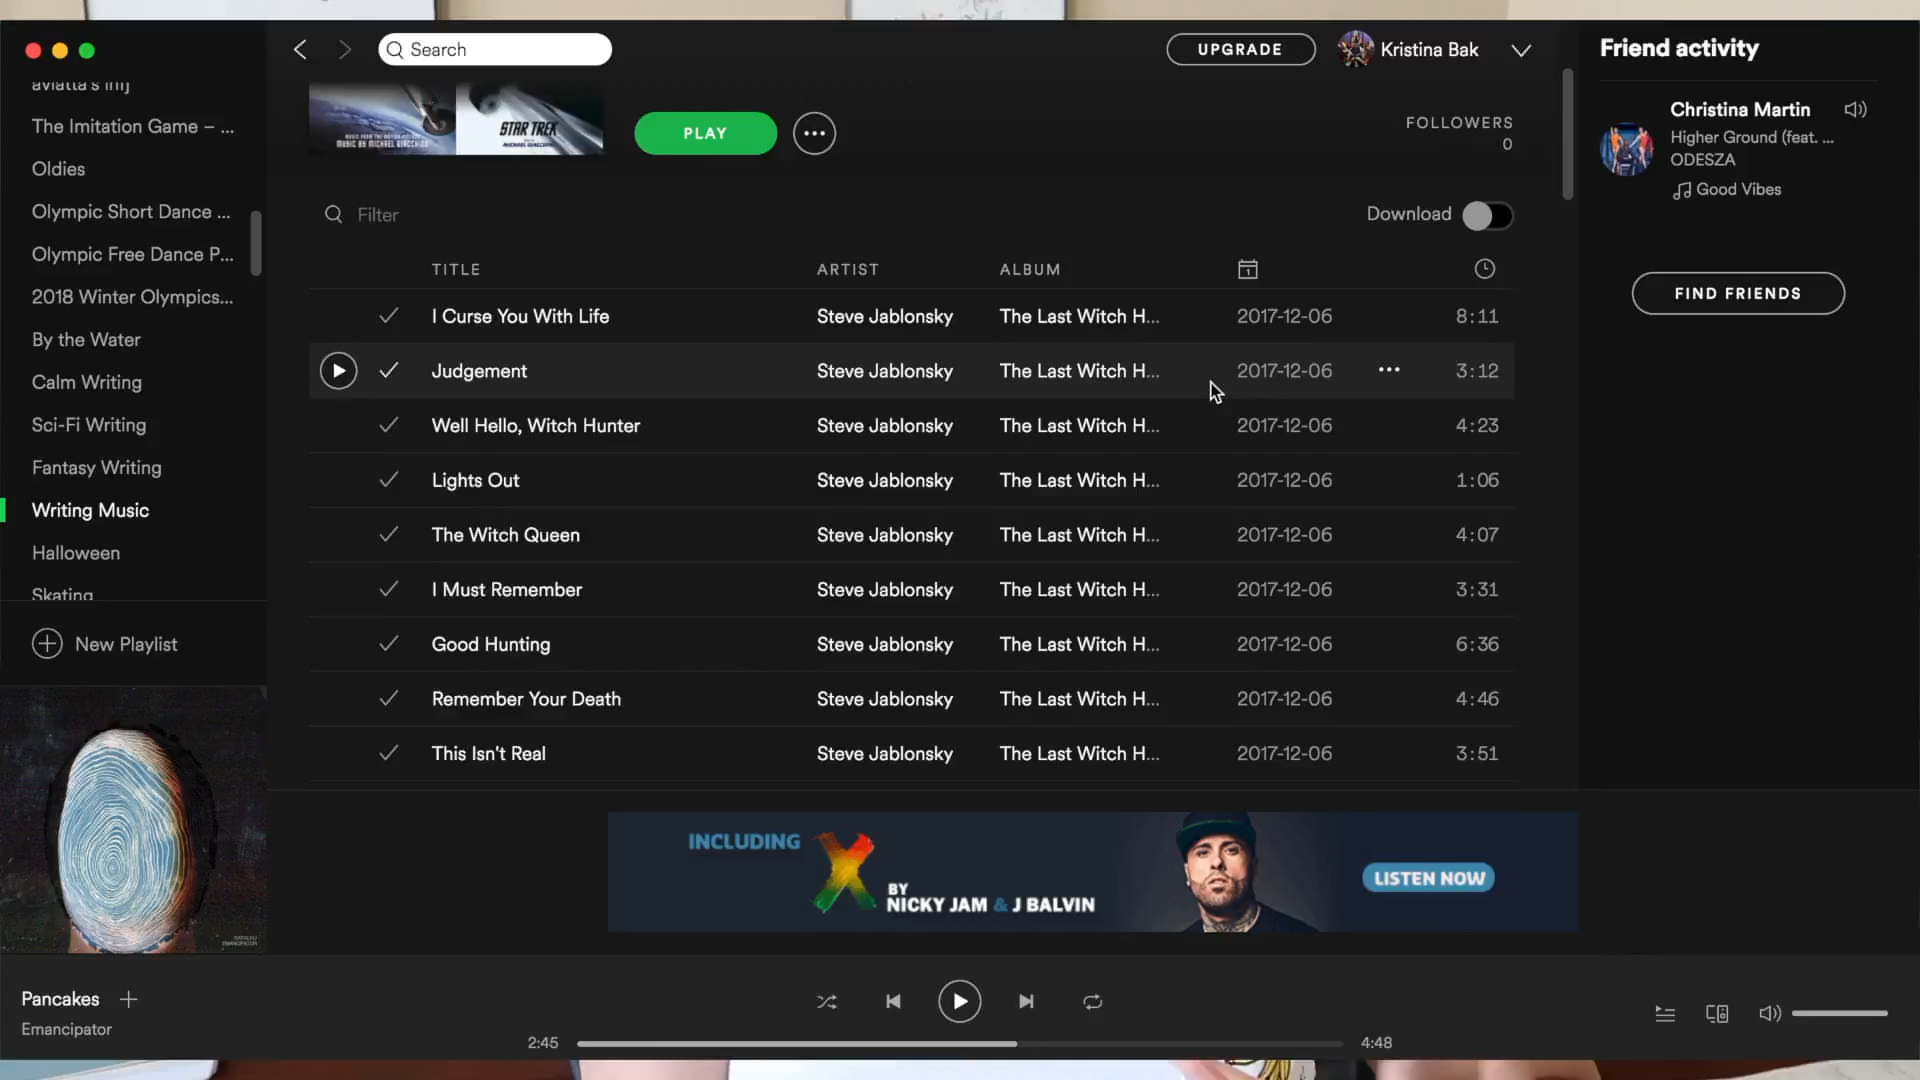 Search
UPGRADE
Kristina Bak
Friend activity
The Imitation Game – ...
Oldies
Olympic Short Dance ...
Olympic Free Dance P...
2018 Winter Olympics...
By the Water
Calm Writing
Sci-Fi Writing
Fantasy Writing
Writing Music
Halloween
Skating
New Playlist
MUSIC BY MICHAEL GIACCHINO
STAR TREK
PLAY
FOLLOWERS
0
Filter
Download
TITLE ARTIST ALBUM
I Curse You With Life Steve Jablonsky The Last Witch H... 2017-12-06 8:11
Judgement Steve Jablonsky The Last Witch H... 2017-12-06 3:12
Well Hello, Witch Hunter Steve Jablonsky The Last Witch H... 2017-12-06 4:23
Lights Out Steve Jablonsky The Last Witch H... 2017-12-06 1:06
The Witch Queen Steve Jablonsky The Last Witch H... 2017-12-06 4:07
I Must Remember Steve Jablonsky The Last Witch H... 2017-12-06 3:31
Good Hunting Steve Jablonsky The Last Witch H... 2017-12-06 6:36
Remember Your Death Steve Jablonsky The Last Witch H... 2017-12-06 4:46
This Isn't Real Steve Jablonsky The Last Witch H... 2017-12-06 3:51
Christina Martin
Higher Ground (feat. ...
ODESZA
Good Vibes
FIND FRIENDS
INCLUDING
X
BY
NICKY JAM & J BALVIN
LISTEN NOW
Pancakes
Emancipator
2:45
4:48